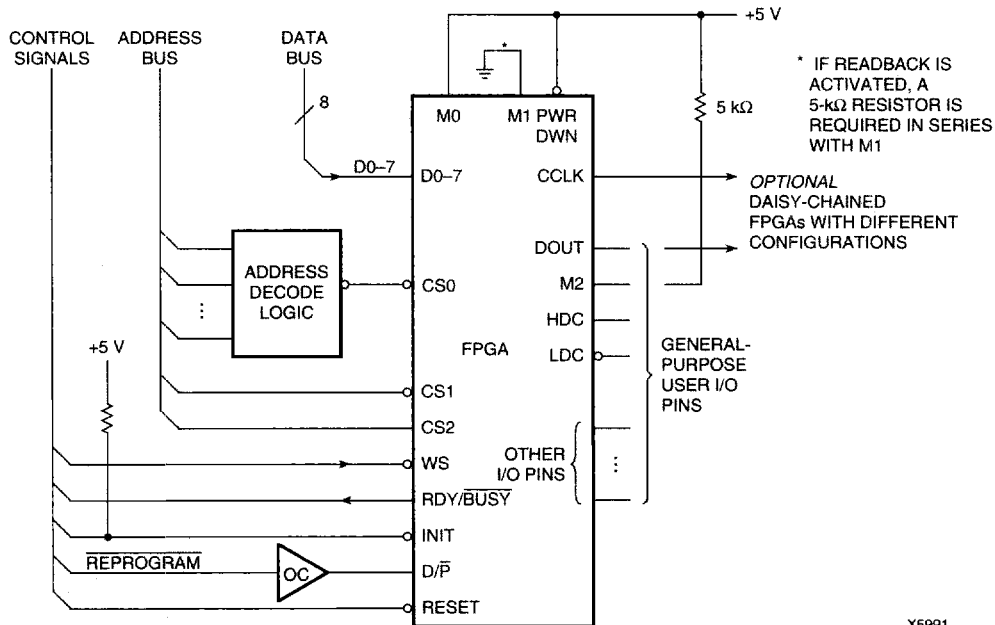 +5 V
CONTROL
SIGNALS
ADDRESS
BUS
DATA
BUS
*
* IF READBACK IS
ACTIVATED, A
5-kΩ RESISTOR IS
REQUIRED IN SERIES
WITH M1
8
5 kΩ
M0
M1
PWR
DWN
D0–7
D0–7
CCLK
OPTIONAL
DAISY-CHAINED
FPGAs WITH DIFFERENT
CONFIGURATIONS
DOUT
ADDRESS
DECODE
LOGIC
CS0
M2
HDC
+5 V
FPGA
LDC
GENERAL-
PURPOSE
USER I/O
PINS
CS1
CS2
OTHER
I/O PINS
WS
RDY/BUSY
INIT
REPROGRAM
OC
D/P
RESET
X5991